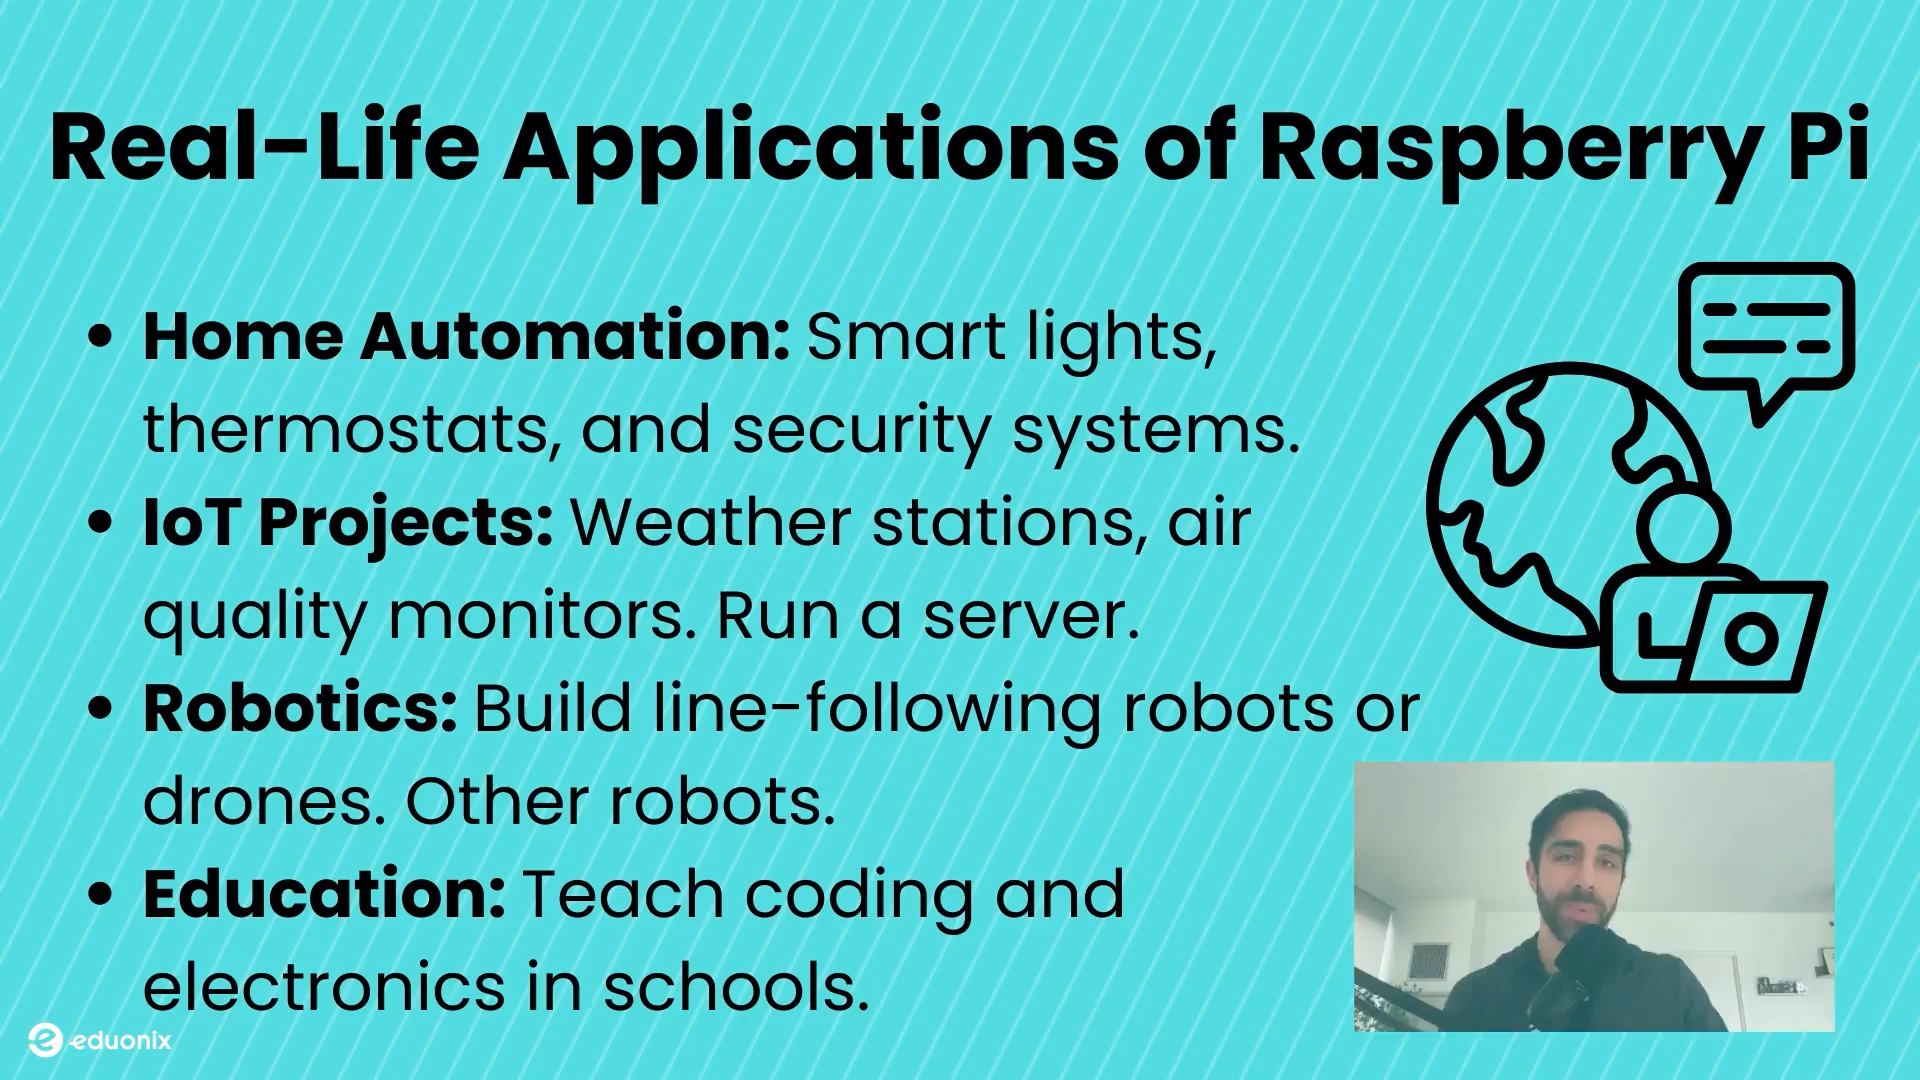 Real-Life Applications of Raspberry Pi
• Home Automation: Smart lights,
thermostats, and security systems.
• IoT Projects: Weather stations, air
quality monitors. Run a server.
• Robotics: Build line-following robots or
drones. Other robots.
• Education: Teach coding and
electronics in schools.
eduonix